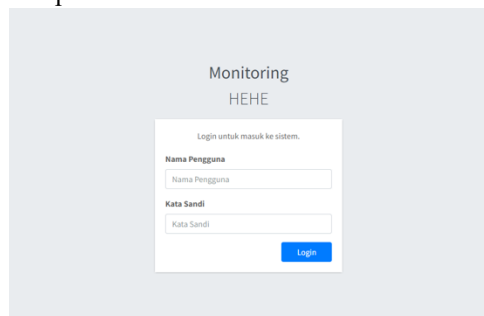 Monitoring
HEHE
Login untuk masuk ke sistem.
Nama Pengguna
Nama Pengguna
Kata Sandi
Kata Sandi
Login